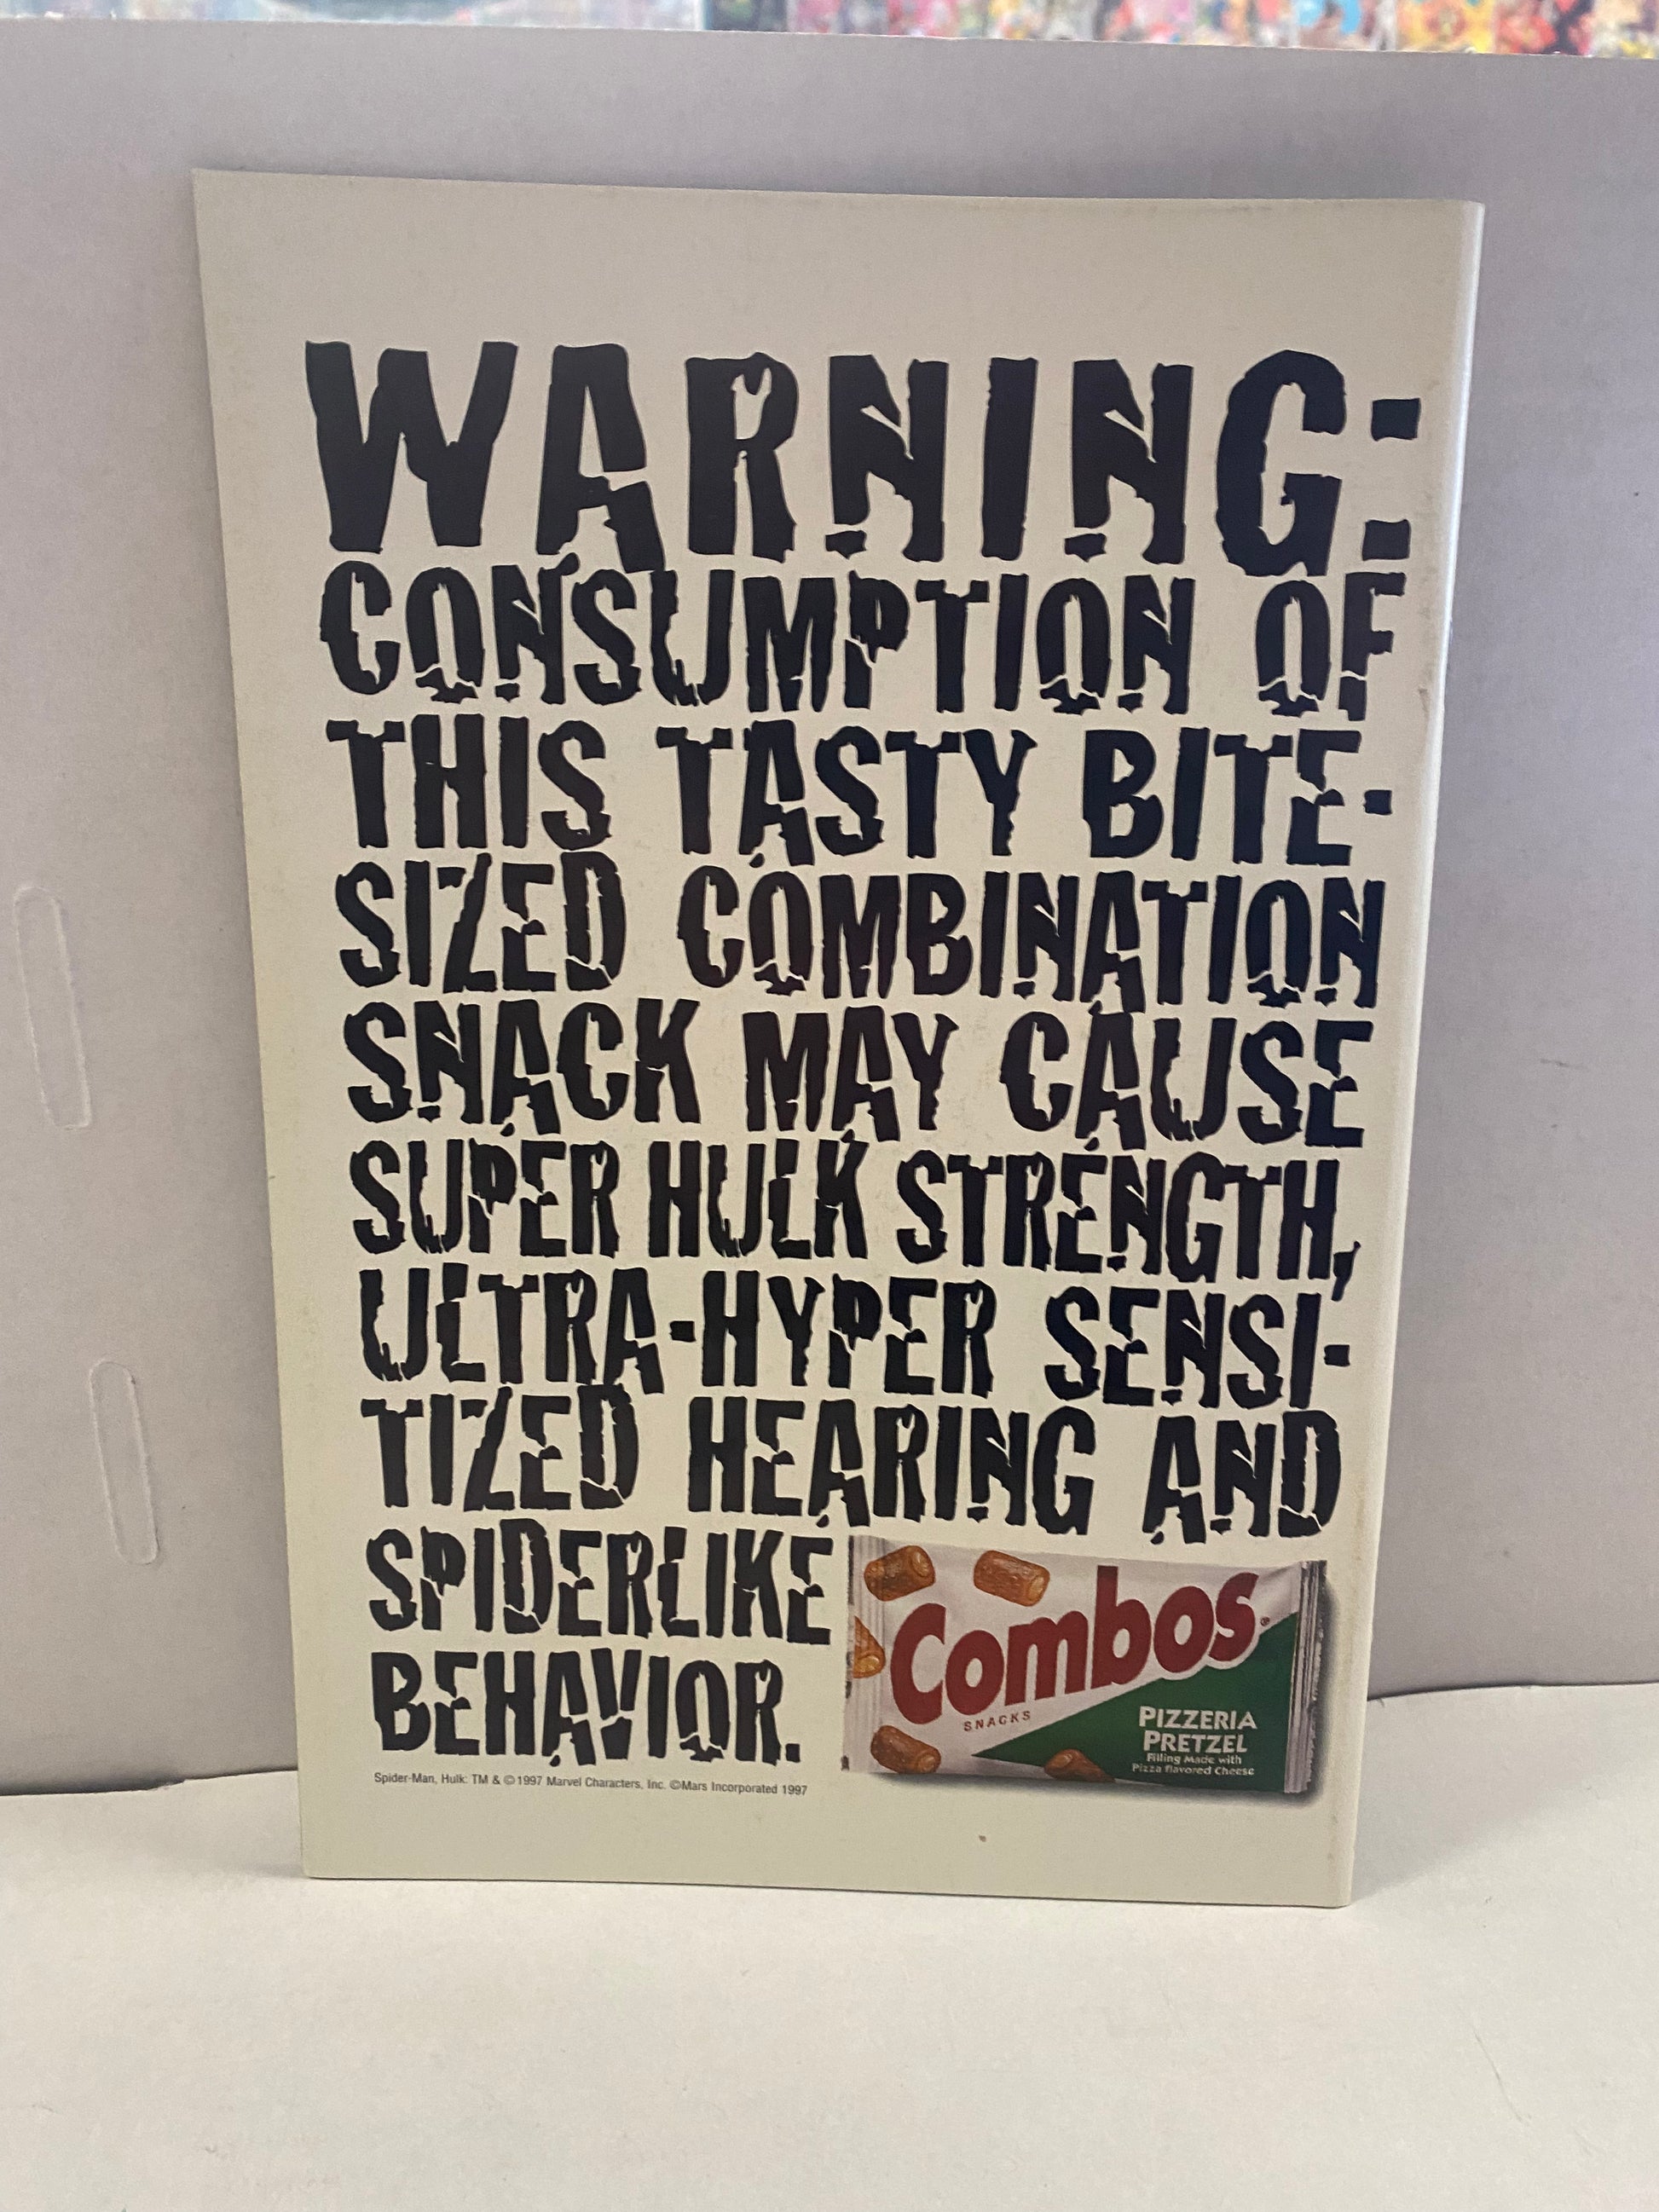 WARNING:
CONSUMPTION OF
THIS TASTY BITE-
SIZED COMBINATION
SNACK MAY CAUSE
SUPER HULK STRENGTH,
ULTRA-HYPER SENSI-
TIZED HEARING AND
SPIDERLIKE
BEHAVIOR.
Combos®
SNACKS
PIZZERIA
PRETZEL
Filling Made with
Pizza flavored Cheese
Spider-Man, Hulk: TM & © 1997 Marvel Characters, Inc. ©Mars Incorporated 1997